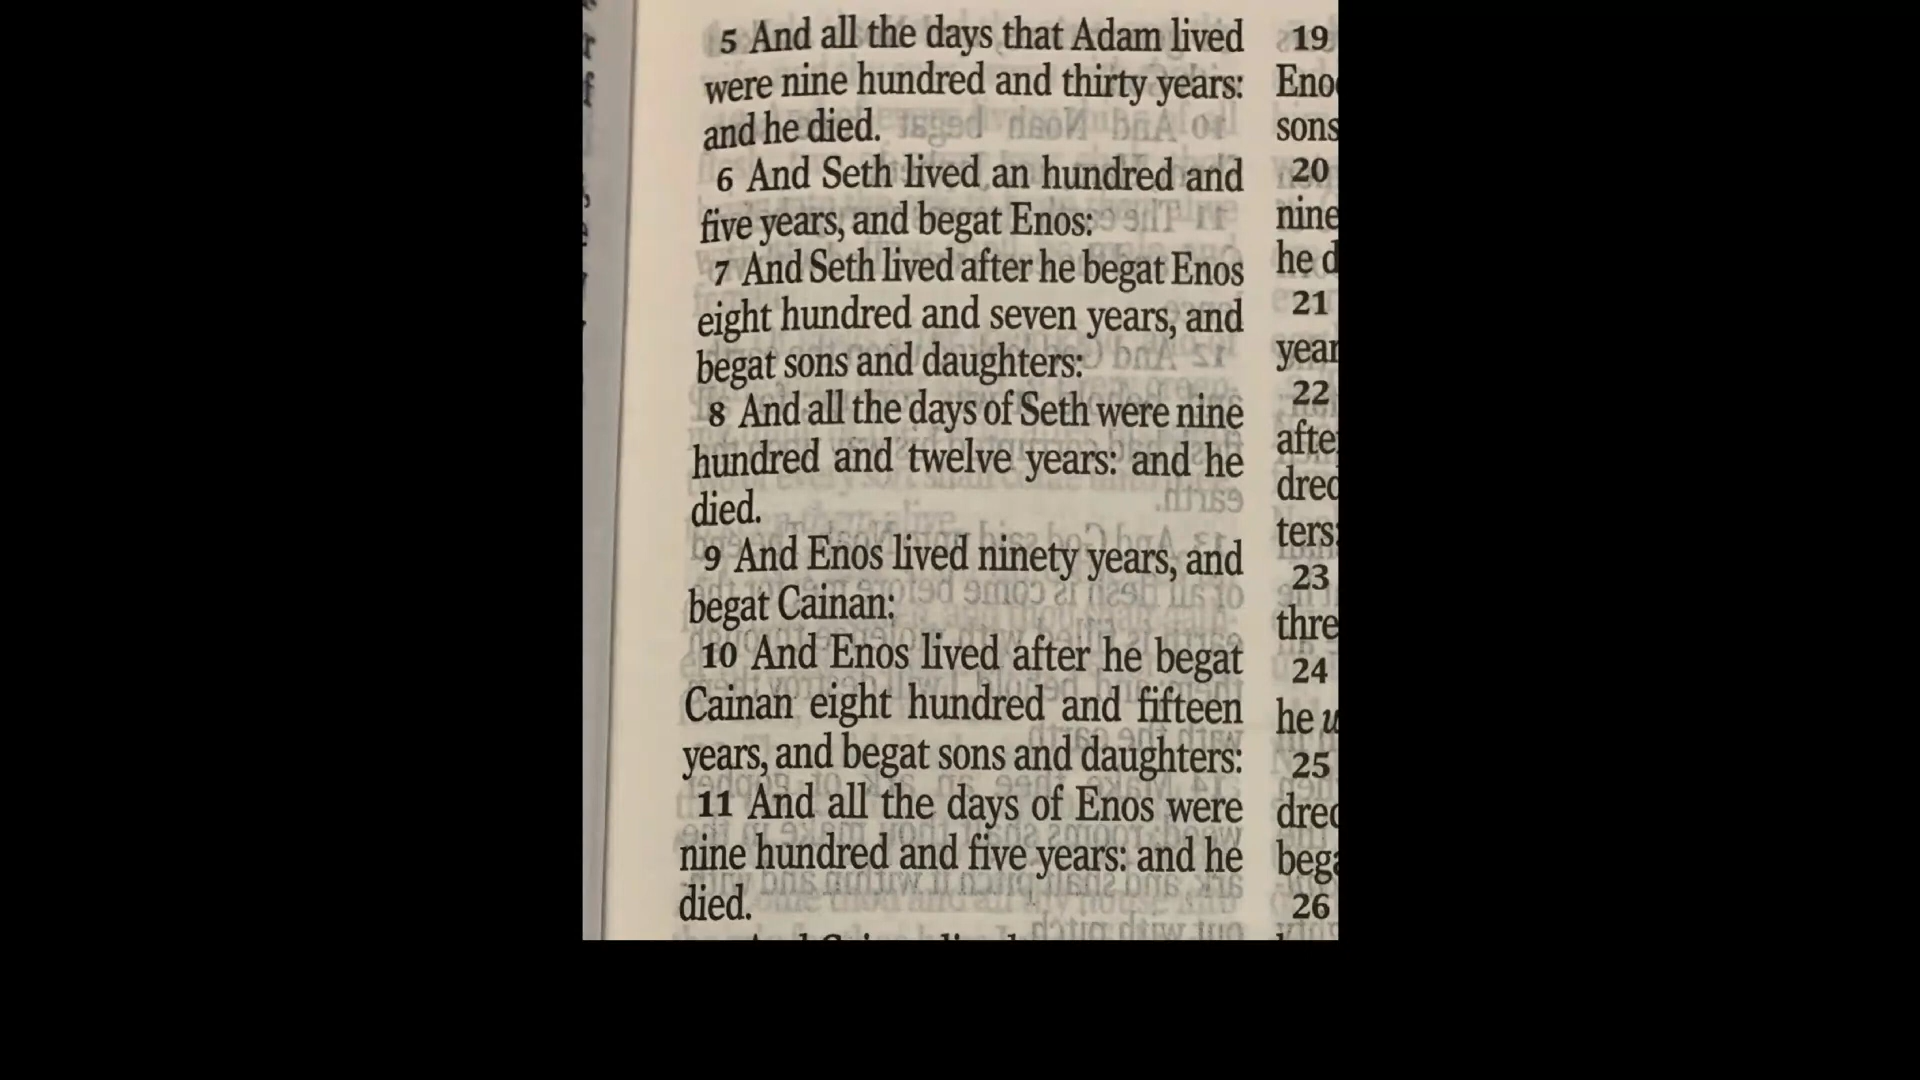 5 And all the days that Adam lived
were nine hundred and thirty years:
and he died.
6 And Seth lived an hundred and
five years, and begat Enos:
7 And Seth lived after he begat Enos
eight hundred and seven years, and
begat sons and daughters:
8 And all the days of Seth were nine
hundred and twelve years: and he
died.
9 And Enos lived ninety years, and
begat Cainan:
10 And Enos lived after he begat
Cainan eight hundred and fifteen
years, and begat sons and daughters:
11 And all the days of Enos were
nine hundred and five years: and he
died.
19
sons
20
nine
he
21
22
23
24
he
25
26